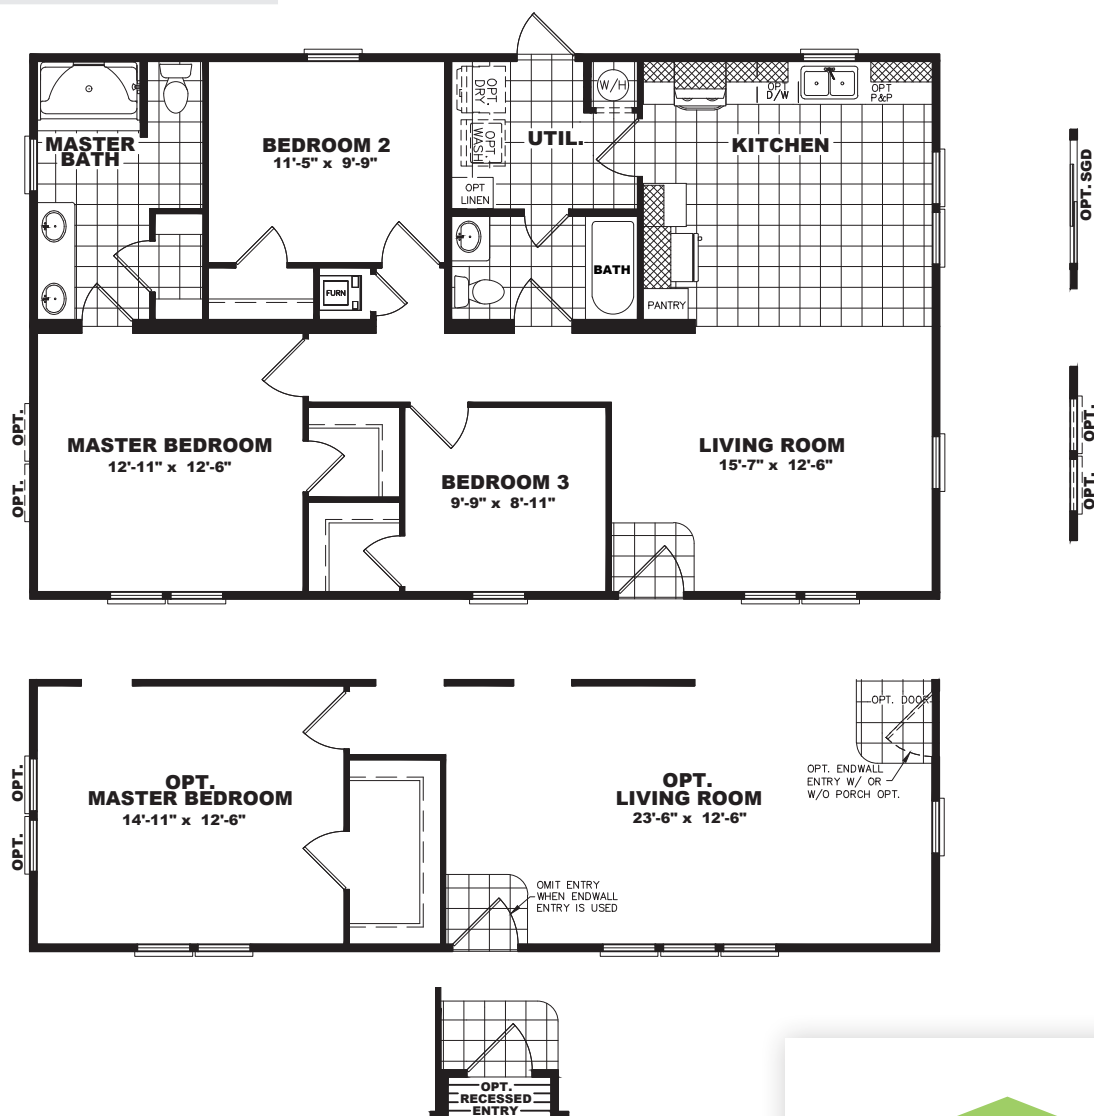 MASTER
BATH
BEDROOM 2
11'-5" x 9'-9"
OPT.
DRY
OPT.
WASH
OPT
LINEN
UTIL.
W/H
OPT
D/W
OPT
P&P
KITCHEN
BATH
PANTRY
FURN
OPT. SGD
OPT.
OPT.
MASTER BEDROOM
12'-11" x 12'-6"
BEDROOM 3
9'-9" x 8'-11"
LIVING ROOM
15'-7" x 12'-6"
OPT.
OPT.
OPT.
OPT.
OPT.
MASTER BEDROOM
14'-11" x 12'-6"
OPT.
LIVING ROOM
23'-6" x 12'-6"
OPT. DOOR
OPT. ENDWALL
ENTRY W/ OR
W/O PORCH OPT.
OMIT ENTRY
WHEN ENDWALL
ENTRY IS USED
OPT.
RECESSED
ENTRY